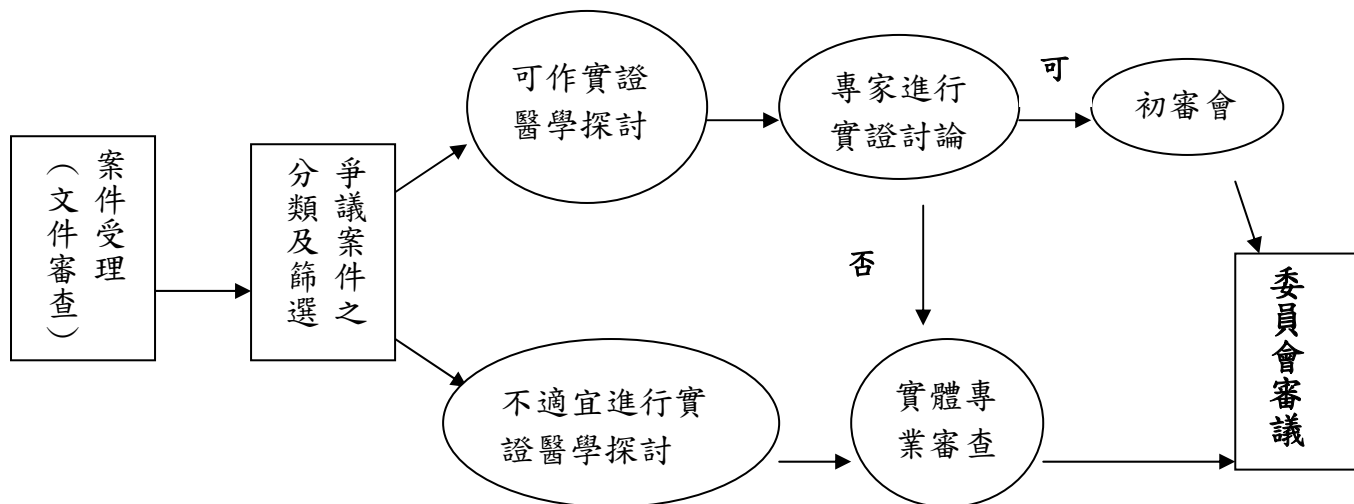 案件受理
（文件審查）
爭議案件之
分類及篩選
可作實證
醫學探討
專家進行
實證討論
可
初審會
否
不適宜進行實
證醫學探討
實體專
業審查
委員會審議